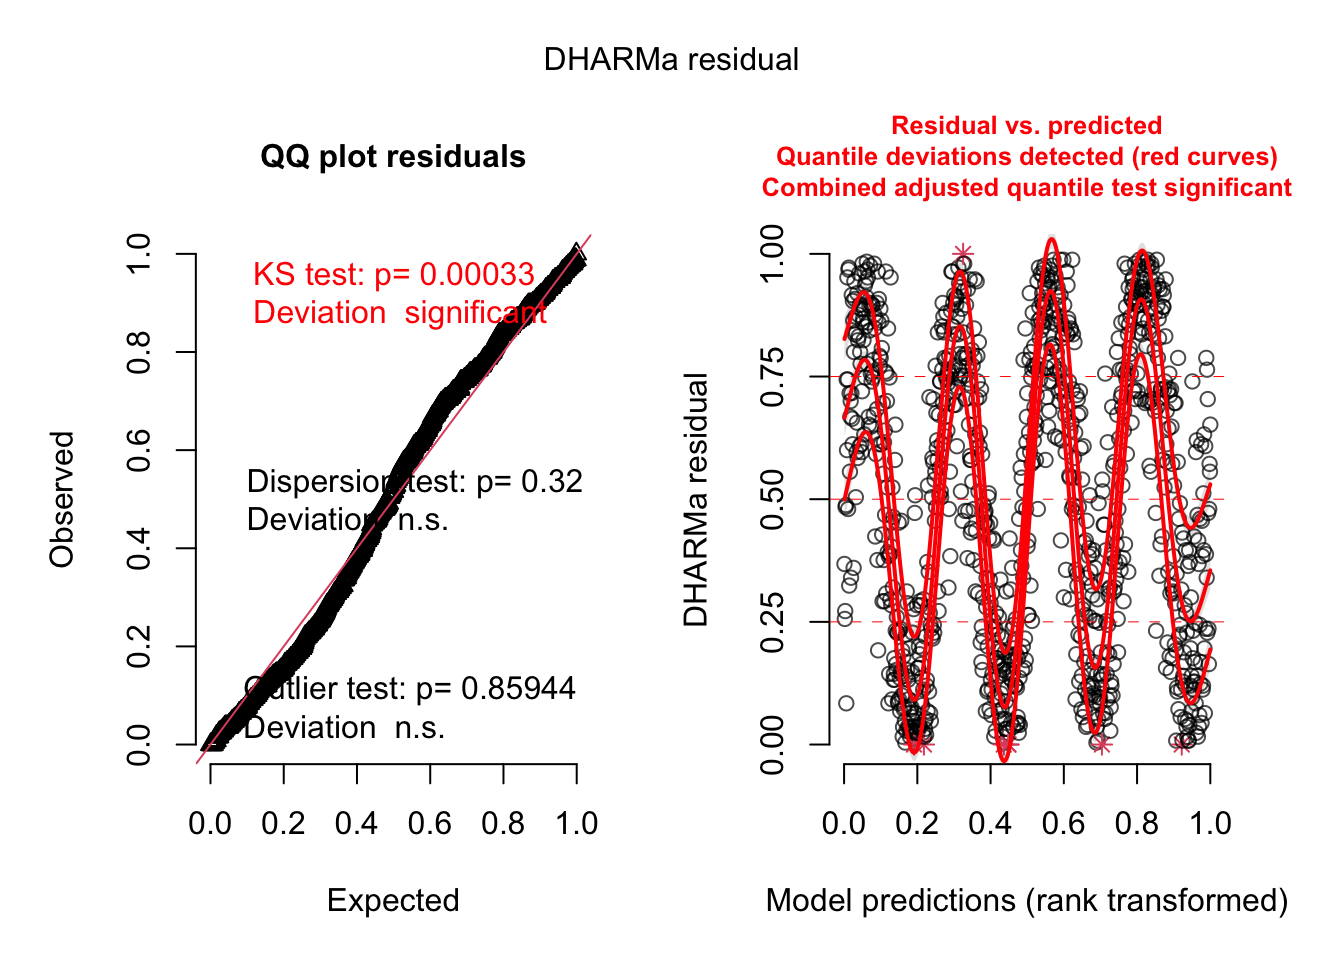 DHARMa residual
QQ plot residuals
KS test: p= 0.00033
Deviation  significant
Dispersion test: p= 0.32
Deviation  n.s.
Outlier test: p= 0.85944
Deviation  n.s.
Observed
0.0 0.2 0.4 0.6 0.8 1.0
0.0 0.2 0.4 0.6 0.8 1.0
Expected
Residual vs. predicted
Quantile deviations detected (red curves)
Combined adjusted quantile test significant
DHARMa residual
0.00 0.25 0.50 0.75 1.00
0.0 0.2 0.4 0.6 0.8 1.0
Model predictions (rank transformed)